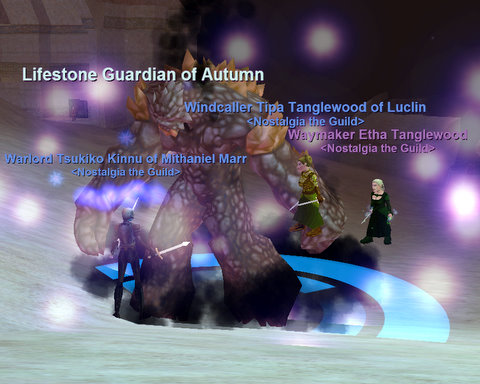 Lifestone Guardian of Autumn
Windcaller Tipa Tanglewood of Luclin
<Nostalgia the Guild>
Waymaker Etha Tanglewood
<Nostalgia the Guild>
Warlord Tsukiko Kinnu of Mithaniel Marr
<Nostalgia the Guild>